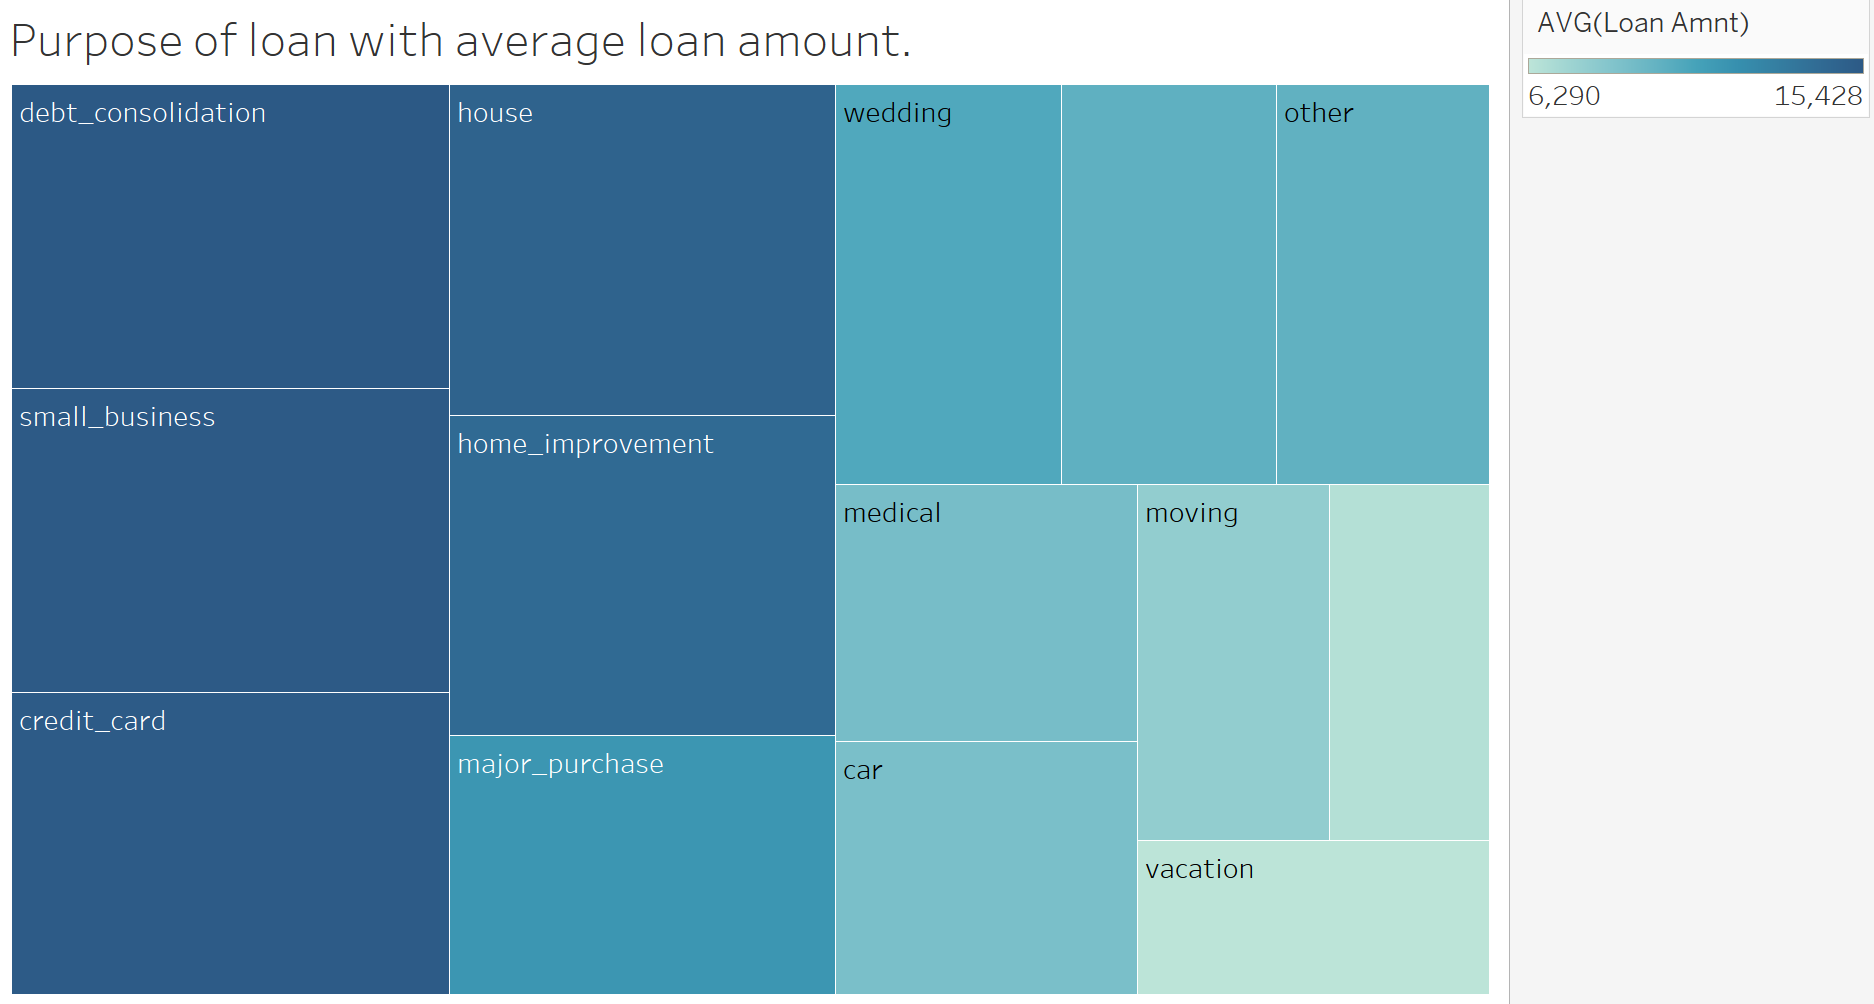 Purpose of loan with average loan amount.
AVG(Loan Amnt)
6,290 15,428
debt_consolidation
house
wedding
other
small_business
home_improvement
medical
moving
credit_card
major_purchase
car
vacation